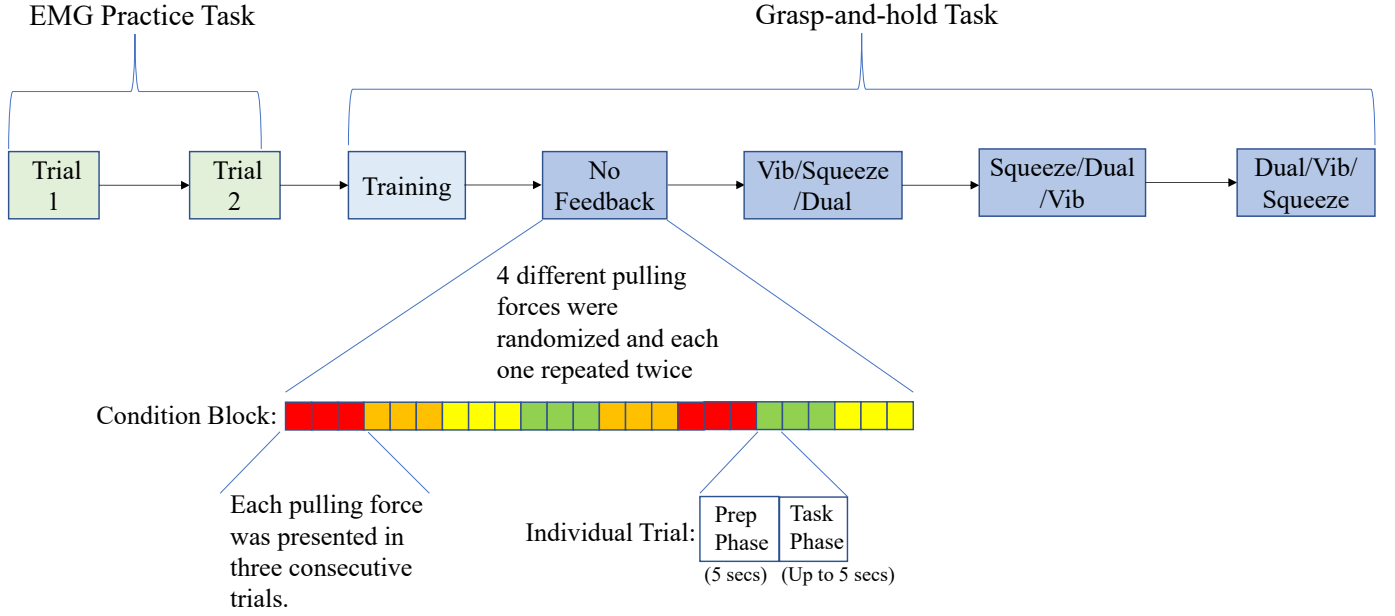 EMG Practice Task
Grasp-and-hold Task
Trial
1
Trial
2
Training
No
Feedback
Vib/Squeeze
/Dual
Squeeze/Dual
/Vib
Dual/Vib/
Squeeze
4 different pulling
forces were
randomized and each
one repeated twice
Condition Block:
Each pulling force
was presented in
three consecutive
trials.
Individual Trial:
Prep
Phase
Task
Phase
(5 secs)
(Up to 5 secs)